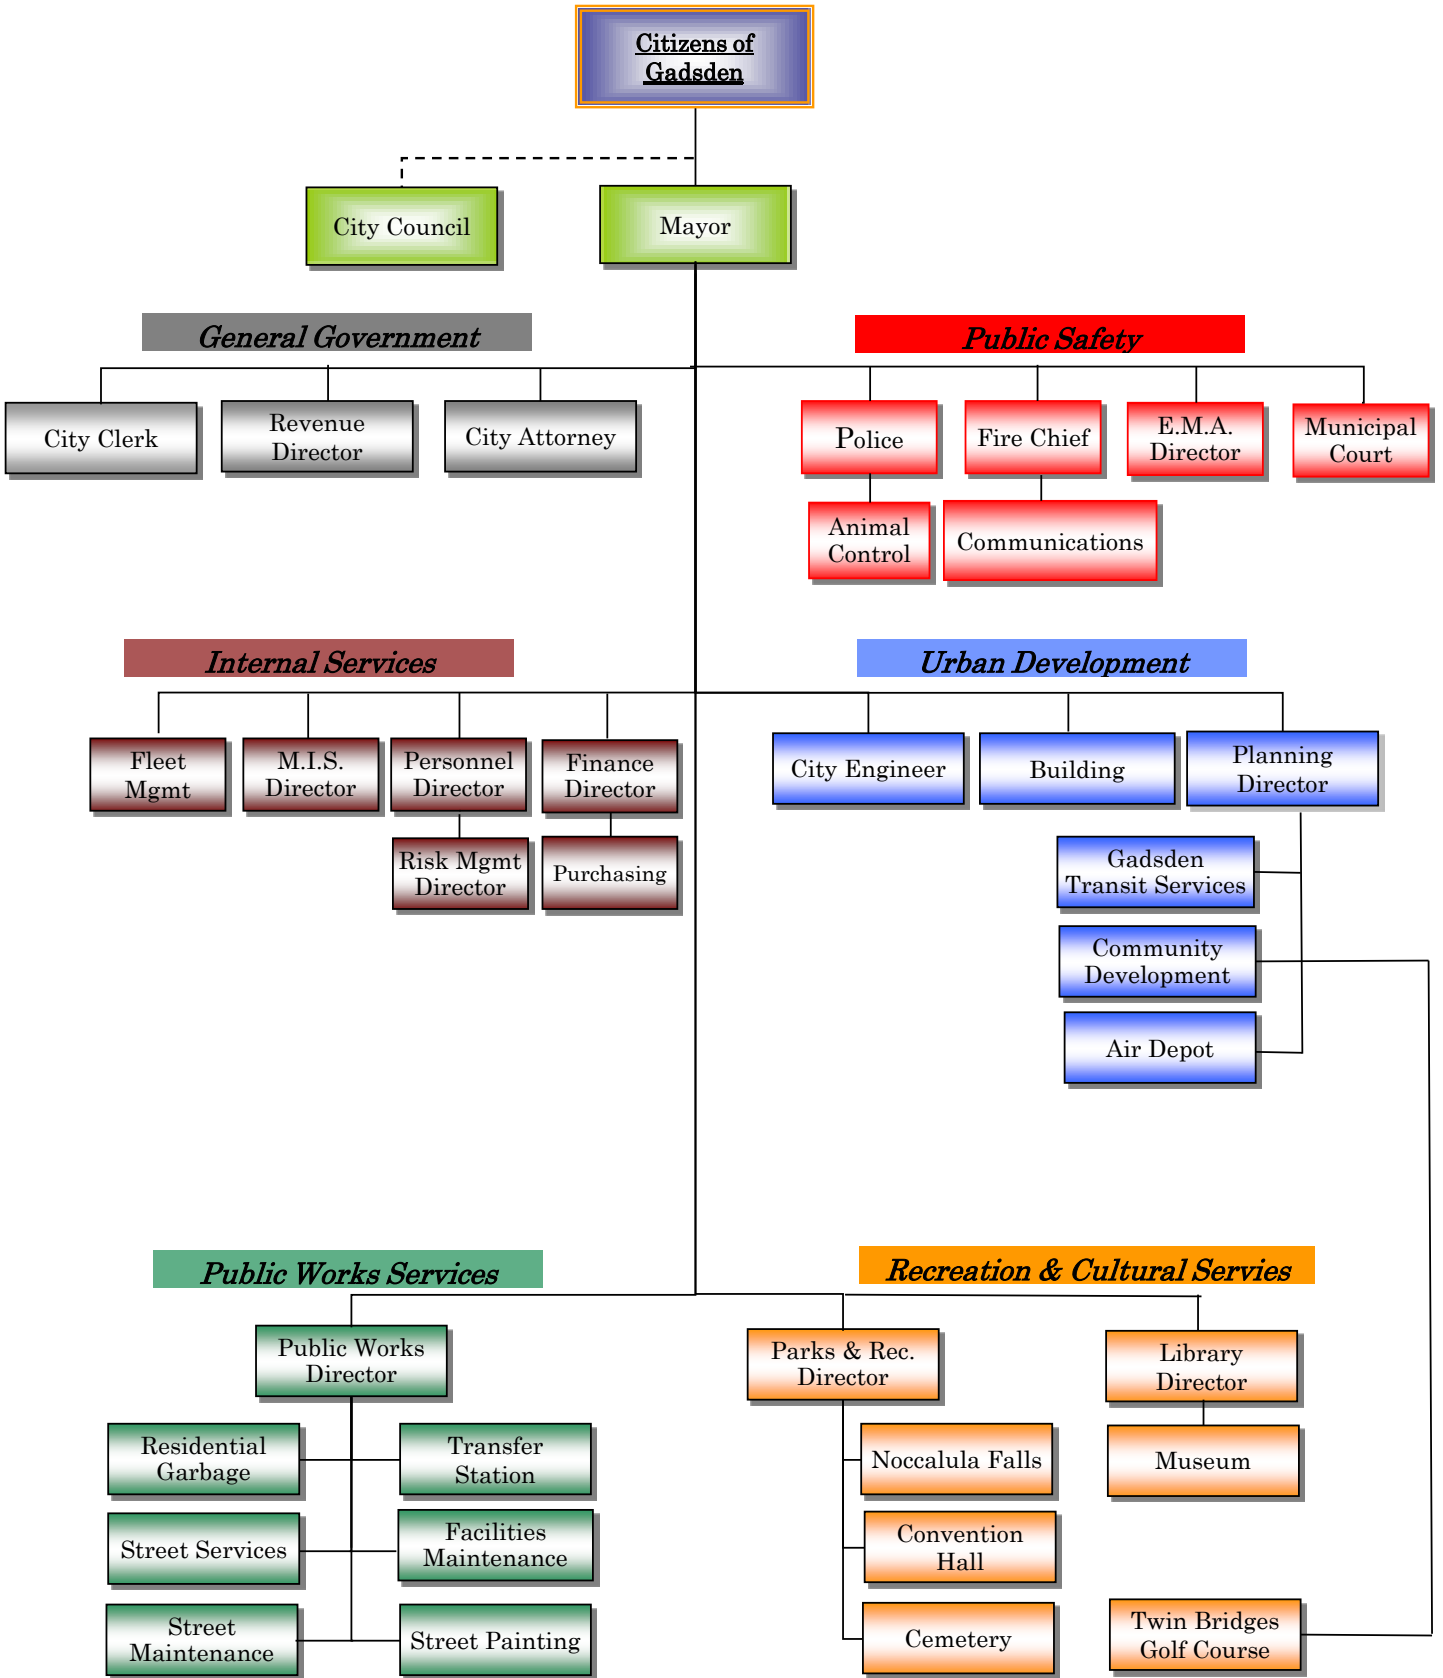 Citizens of
Gadsden
City Council
Mayor
General Government
Public Safety
City Clerk
Revenue
Director
City Attorney
Police
Fire Chief
E.M.A.
Director
Municipal
Court
Animal
Control
Communications
Internal Services
Urban Development
Fleet
Mgmt
M.I.S.
Director
Personnel
Director
Finance
Director
City Engineer
Building
Planning
Director
Risk Mgmt
Director
Purchasing
Gadsden
Transit Services
Community
Development
Air Depot
Public Works Services
Recreation & Cultural Servies
Public Works
Director
Parks & Rec.
Director
Library
Director
Residential
Garbage
Transfer
Station
Noccalula Falls
Museum
Street Services
Facilities
Maintenance
Convention
Hall
Street
Maintenance
Street Painting
Cemetery
Twin Bridges
Golf Course